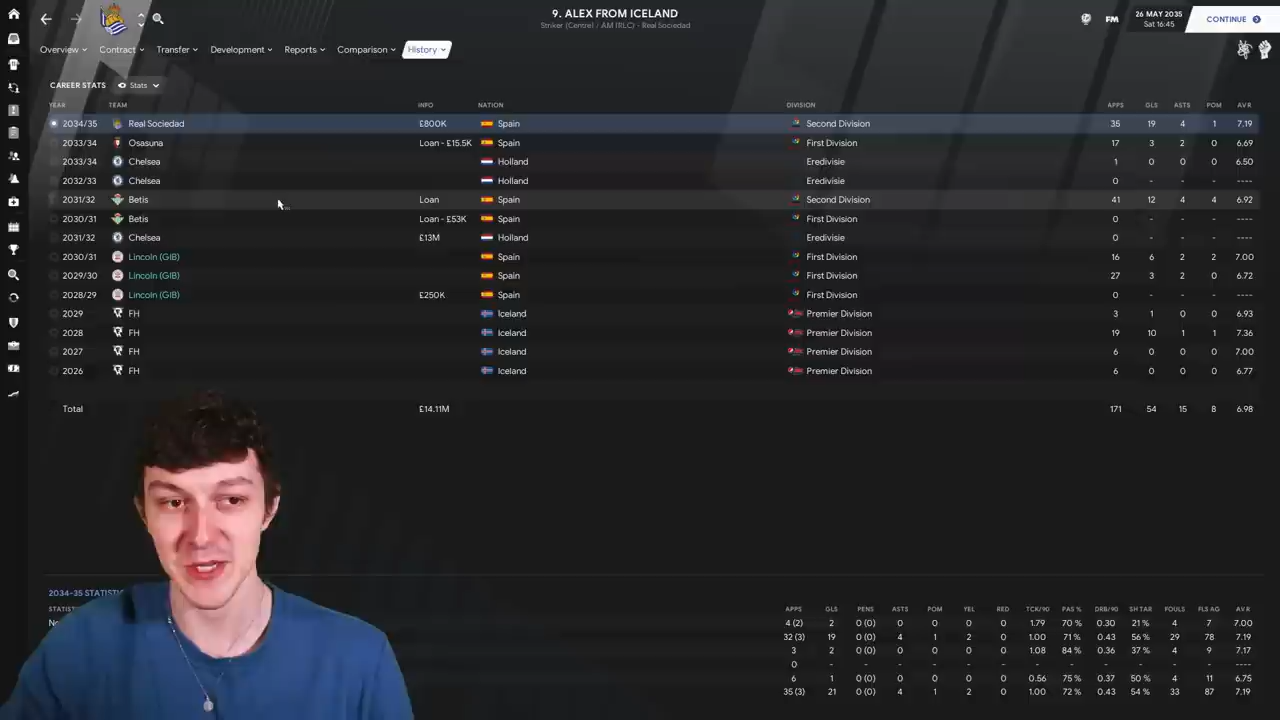 9. ALEX FROM ICELAND
Striker (Centre) / AM (RLC) - Real Sociedad
FM
26 MAY 2035
Sat 16:45
CONTINUE
Overview Contract Transfer Development Reports Comparison History
CAREER STATS Stats
YEAR TEAM INFO NATION DIVISION APPS GLS ASTS POM AVR
2034/35 Real Sociedad £800K Spain Second Division 35 19 4 1 7.19
2033/34 Osasuna Loan - £15.5K Spain First Division 17 3 2 0 6.69
2033/34 Chelsea Holland Eredivisie 1 0 0 0 6.50
2032/33 Chelsea Holland Eredivisie 0 - - - ----
2031/32 Betis Loan Spain Second Division 41 12 4 4 6.92
2030/31 Betis Loan - £53K Spain First Division 0 - - - ----
2031/32 Chelsea £13M Holland Eredivisie 0 - - - ----
2030/31 Lincoln (GIB) Spain First Division 16 6 2 2 7.00
2029/30 Lincoln (GIB) Spain First Division 27 3 2 0 6.72
2028/29 Lincoln (GIB) £250K Spain First Division 0 - - - ----
2029 FH Iceland Premier Division 3 1 0 0 6.93
2028 FH Iceland Premier Division 19 10 1 1 7.36
2027 FH Iceland Premier Division 6 0 0 0 7.00
2026 FH Iceland Premier Division 6 0 0 0 6.77
Total £14.11M 171 54 15 8 6.98
2034-35 STATISTIC
STATIS APPS GLS PENS ASTS POM YEL RED TCK/90 PAS % DRB/90 SH TAR FOULS FLS AG AV R
4 (2) 2 0 (0) 0 0 0 0 1.79 70 % 0.30 21 % 4 7 7.00
32 (3) 19 0 (0) 4 1 2 0 1.00 71 % 0.43 56 % 29 78 7.19
3 2 0 (0) 0 0 0 0 1.08 84 % 0.36 37 % 4 9 7.17
0 - - - - - - - - - - - - ----
6 1 0 (0) 0 0 0 0 0.56 75 % 0.37 50 % 4 11 6.75
35 (3) 21 0 (0) 4 1 2 0 1.00 72 % 0.43 54 % 33 87 7.19